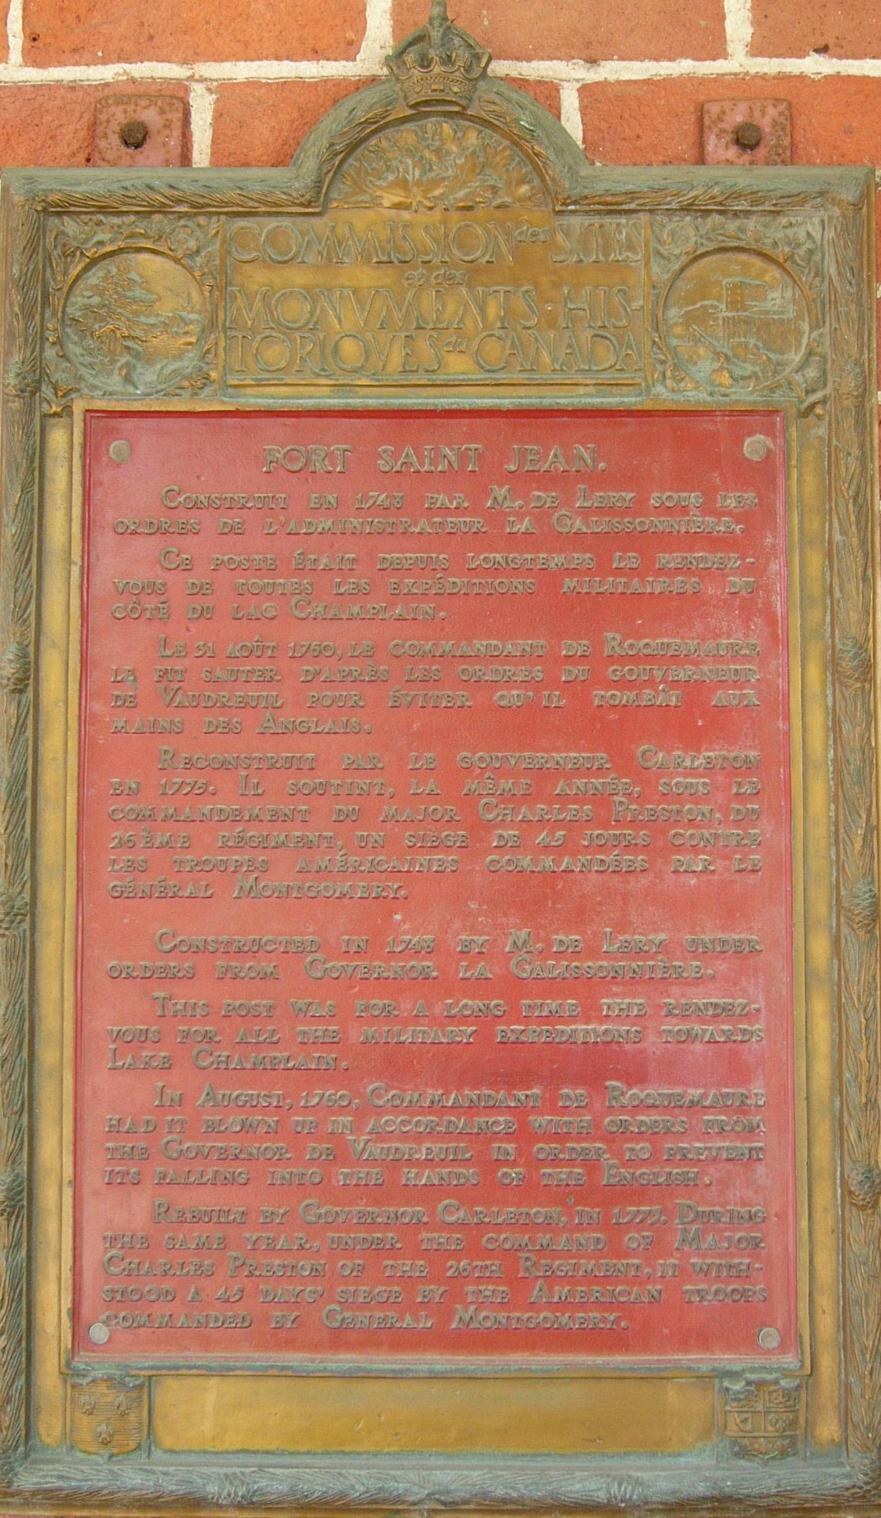 COMMISSION des SITES
et des
MONUMENTS HISTORIQUES du CANADA
FORT SAINT JEAN.
CONSTRUIT EN 1748 PAR M. DE LERY SOUS LES
ORDRES DE L'ADMINISTRATEUR LA GALISSONNIÈRE.
CE POSTE ÉTAIT DEPUIS LONGTEMPS LE RENDEZ-
VOUS DE TOUTES LES EXPÉDITIONS MILITAIRES DU
CÔTÉ DU LAC CHAMPLAIN.
LE 31 AOÛT 1760, LE COMMANDANT DE ROQUEMAURE
LE FIT SAUTER D'APRÈS LES ORDRES DU GOUVERNEUR
DE VAUDREUIL POUR ÉVITER QU'IL TOMBÂT AUX
MAINS DES ANGLAIS.
RECONSTRUIT PAR LE GOUVERNEUR CARLETON
EN 1775. IL SOUTINT, LA MÊME ANNÉE, SOUS LE
COMMANDEMENT DU MAJOR CHARLES PRESTON DU
26ÈME RÉGIMENT, UN SIÈGE DE 45 JOURS CONTRE
LES TROUPES AMÉRICAINES COMMANDÉES PAR LE
GÉNÉRAL MONTGOMERY.
CONSTRUCTED IN 1748 BY M. DE LERY UNDER
ORDERS FROM GOVERNOR LA GALISSONNIÈRE.
THIS POST WAS FOR A LONG TIME THE RENDEZ-
VOUS FOR ALL THE MILITARY EXPEDITIONS TOWARDS
LAKE CHAMPLAIN.
IN AUGUST, 1760, COMMANDANT DE ROQUEMAURE
HAD IT BLOWN UP IN ACCORDANCE WITH ORDERS FROM
THE GOVERNOR, DE VAUDREUIL IN ORDER TO PREVENT
ITS FALLING INTO THE HANDS OF THE ENGLISH.
REBUILT BY GOVERNOR CARLETON, IN 1775. DURING
THE SAME YEAR, UNDER THE COMMAND OF MAJOR
CHARLES PRESTON OF THE 26TH REGIMENT, IT WITH-
STOOD A 45 DAYS' SIEGE BY THE AMERICAN TROOPS
COMMANDED BY GENERAL MONTGOMERY.